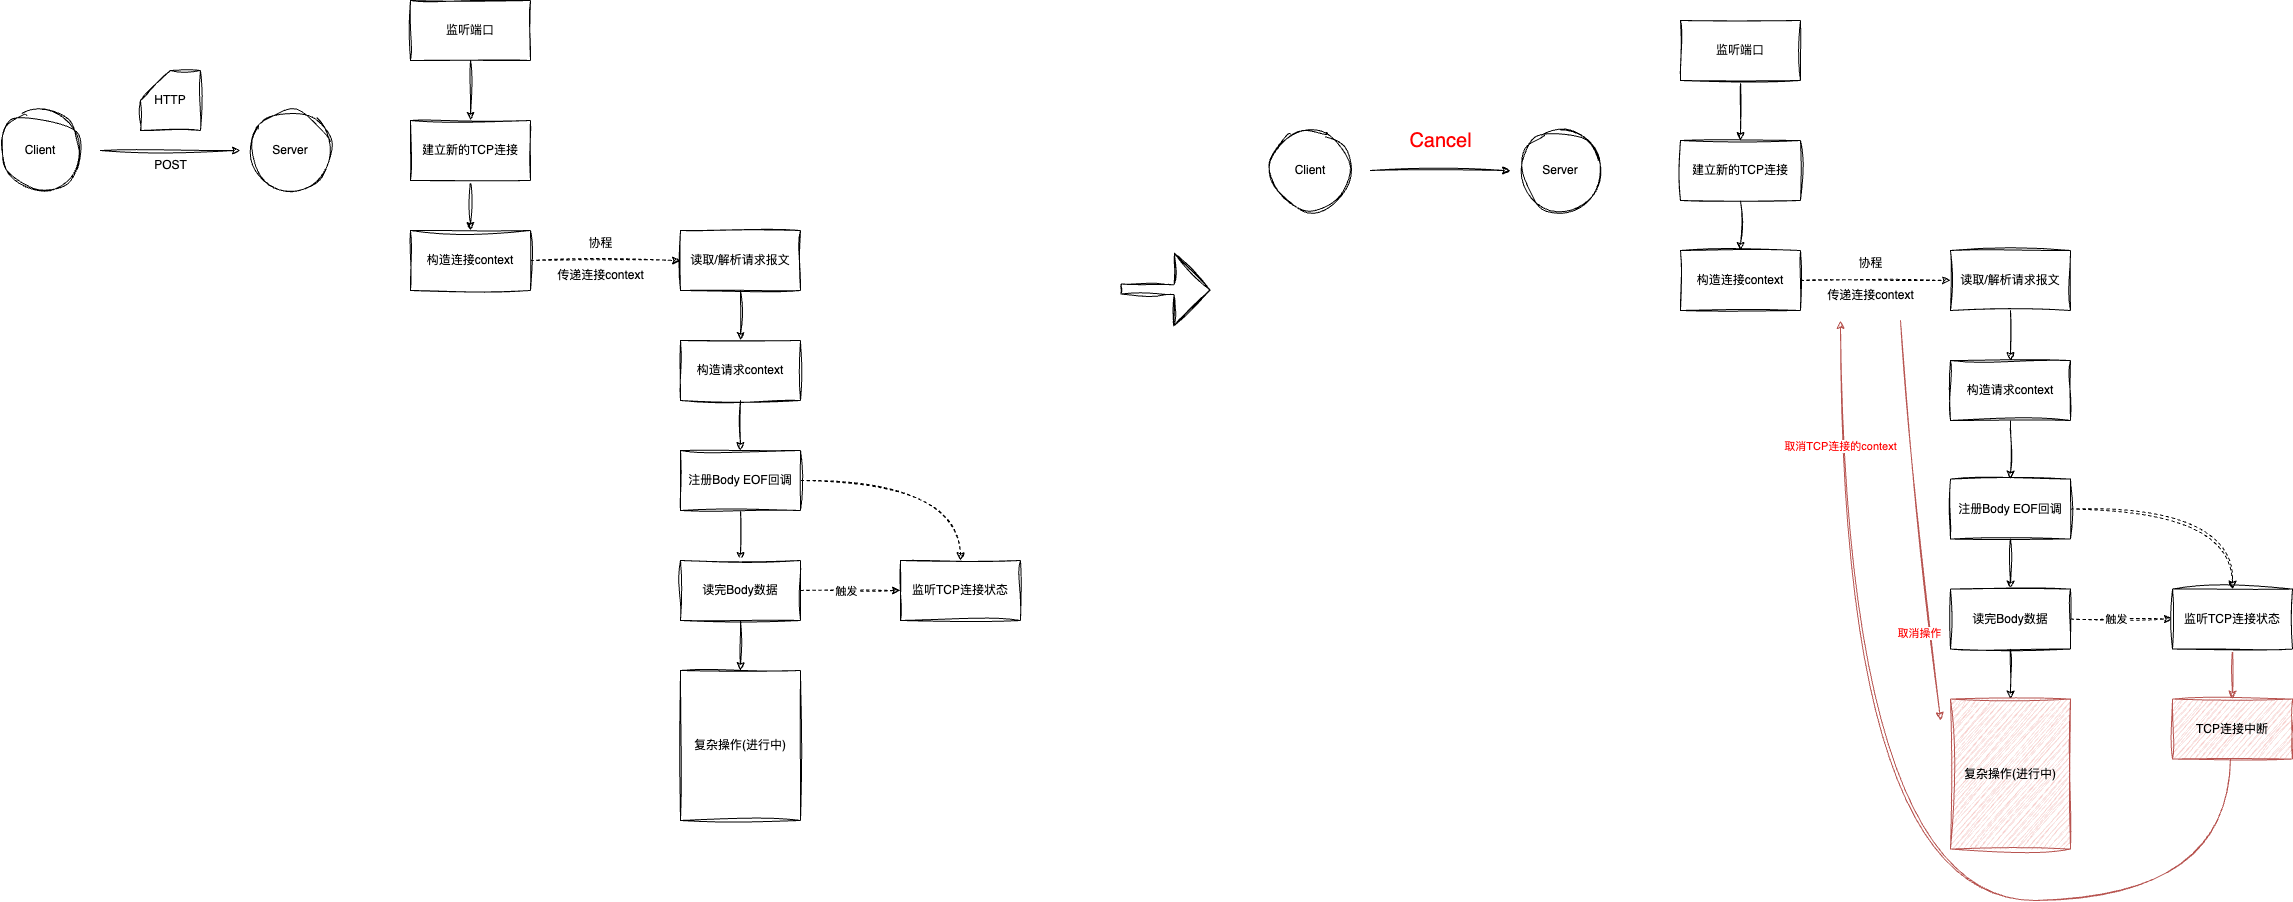 监听端口
HTTP
Client
POST
Server
建立新的TCP连接
构造连接context
协程
传递连接context
读取/解析请求报文
构造请求context
注册Body EOF回调
读完Body数据
触发
监听TCP连接状态
复杂操作(进行中)
监听端口
Cancel
Client
Server
建立新的TCP连接
构造连接context
协程
传递连接context
读取/解析请求报文
构造请求context
取消TCP连接的context
注册Body EOF回调
读完Body数据
触发
监听TCP连接状态
取消操作
TCP连接中断
复杂操作(进行中)